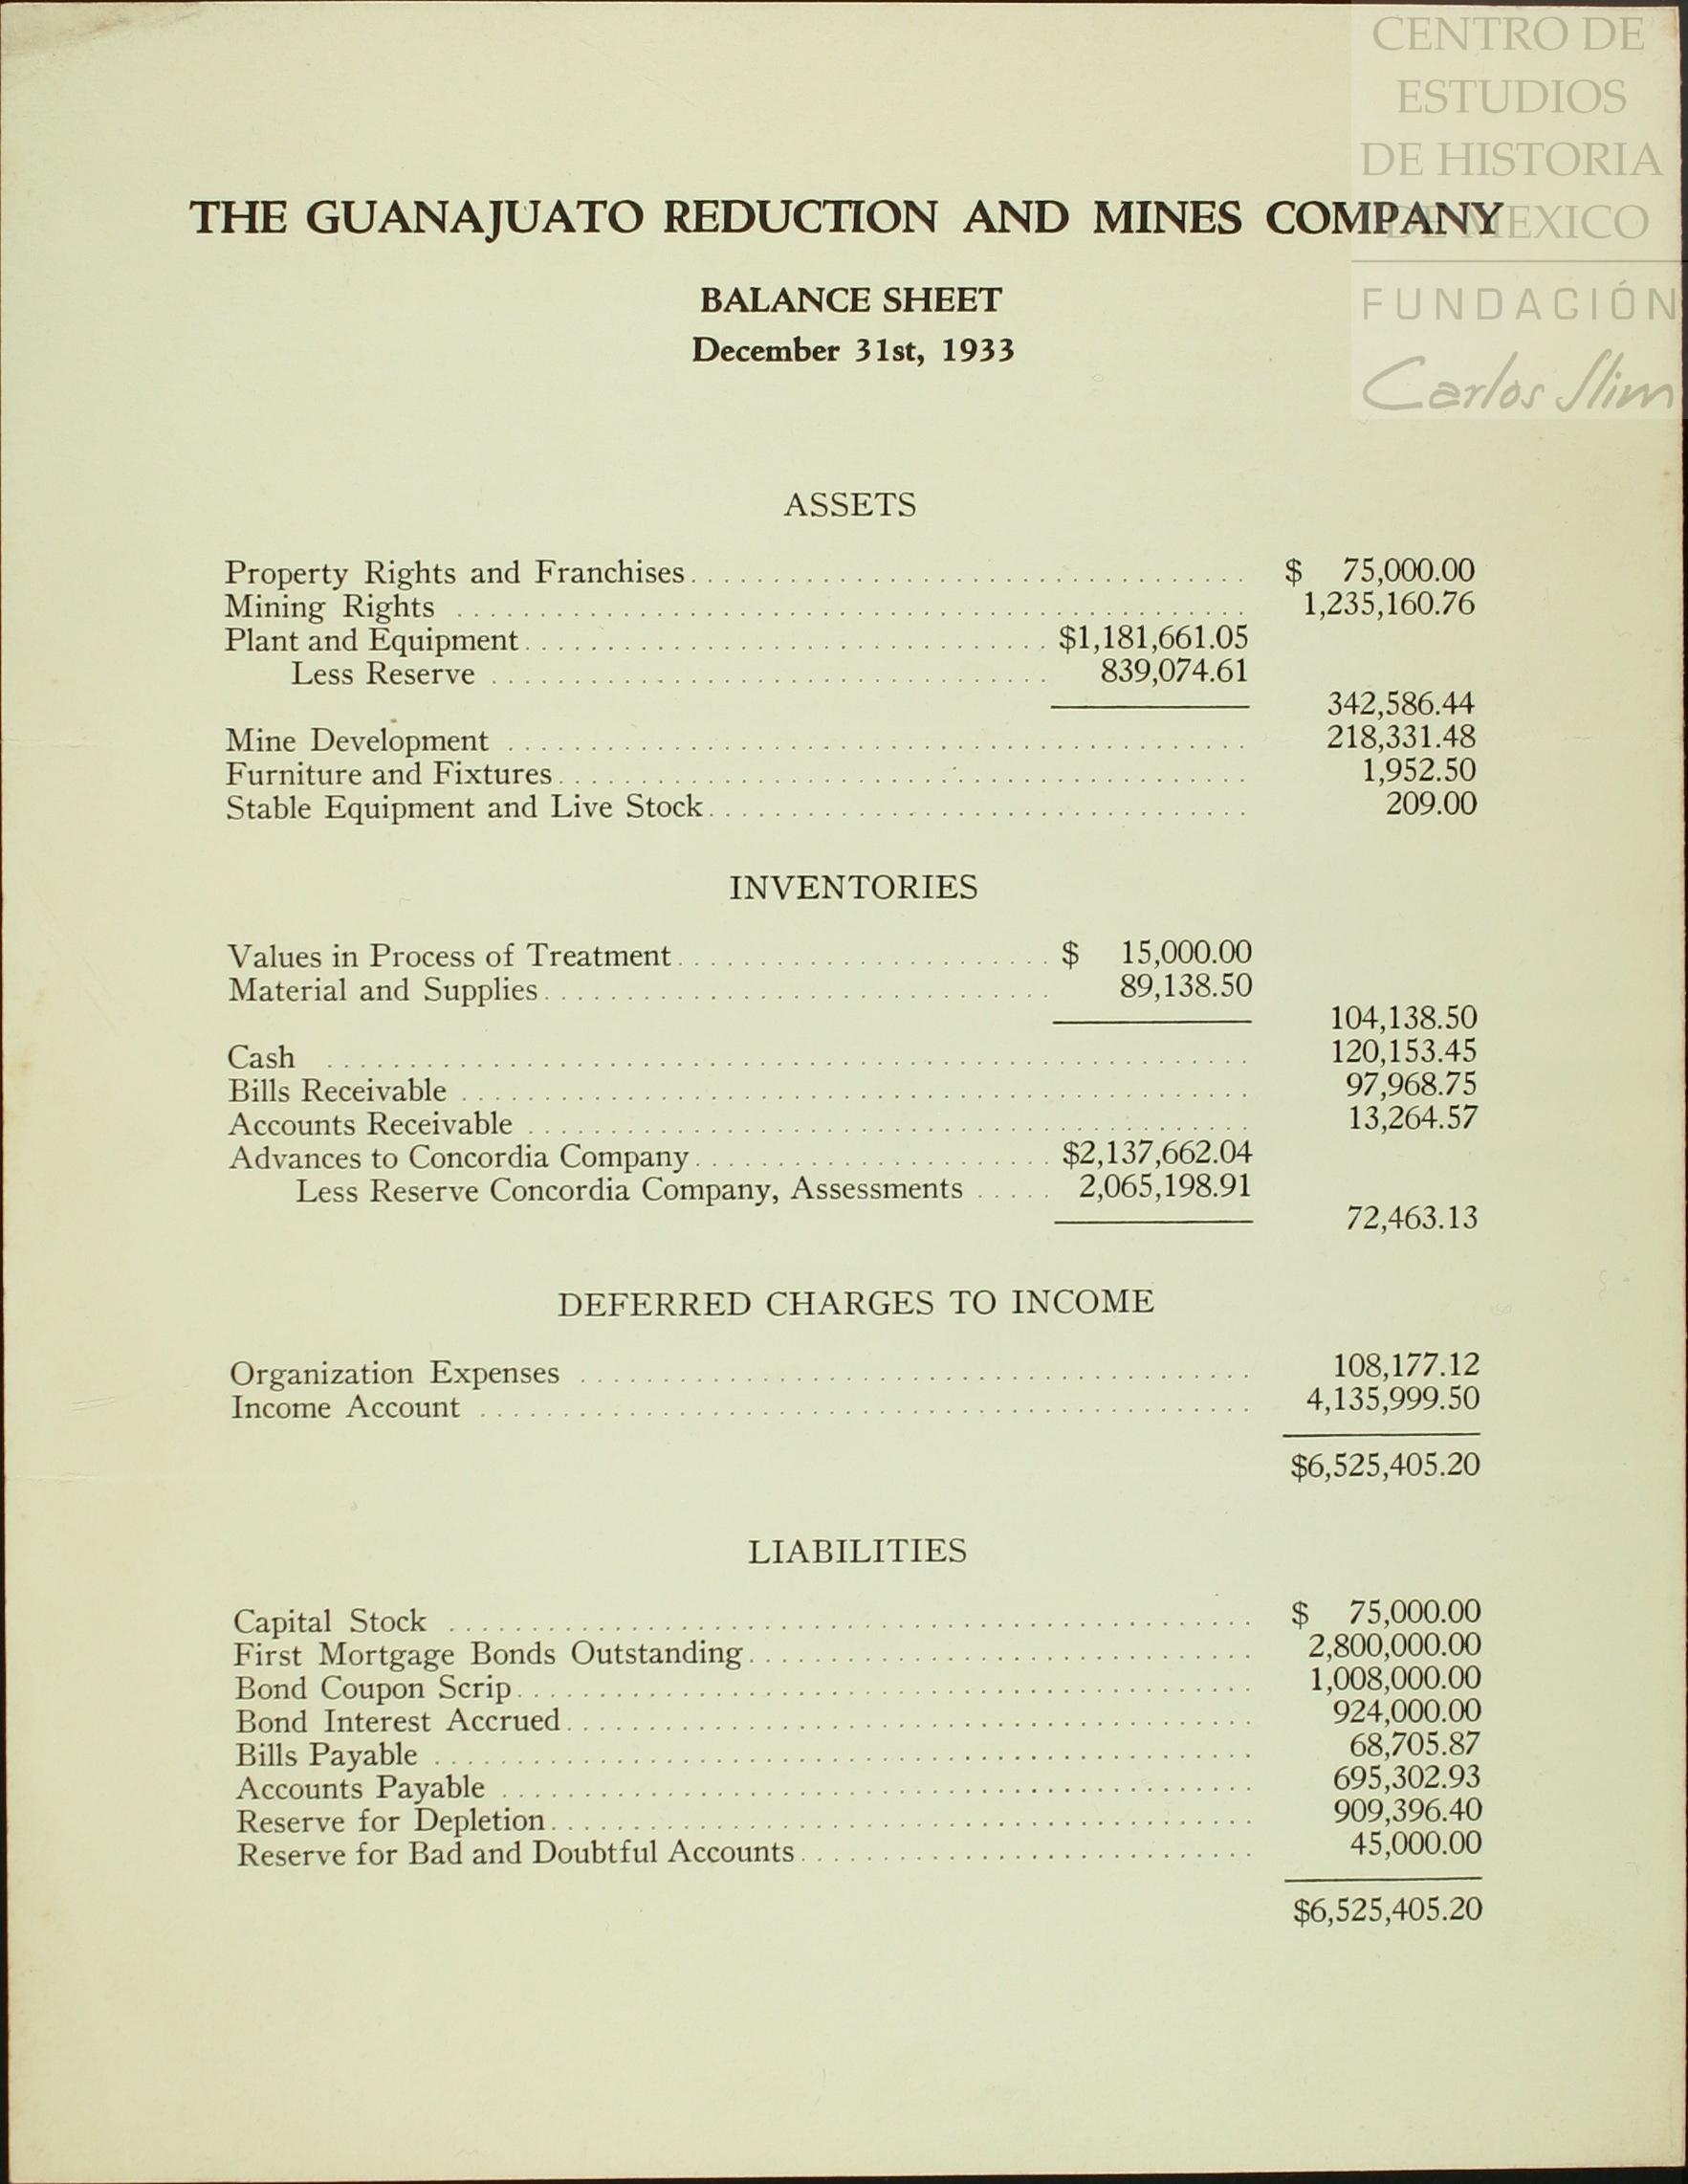 CENTRO DE
ESTUDIOS
DE HISTORIA
DE MEXICO
FUNDACIÓN
Carlos Slim
THE GUANAJUATO REDUCTION AND MINES COMPANY
BALANCE SHEET
December 31st, 1933
ASSETS
Property Rights and Franchises $ 75,000.00
Mining Rights 1,235,160.76
Plant and Equipment $1,181,661.05
Less Reserve 839,074.61
342,586.44
Mine Development 218,331.48
Furniture and Fixtures 1,952.50
Stable Equipment and Live Stock 209.00
INVENTORIES
Values in Process of Treatment $ 15,000.00
Material and Supplies 89,138.50
104,138.50
Cash 120,153.45
Bills Receivable 97,968.75
Accounts Receivable 13,264.57
Advances to Concordia Company $2,137,662.04
Less Reserve Concordia Company, Assessments 2,065,198.91
72,463.13
DEFERRED CHARGES TO INCOME
Organization Expenses 108,177.12
Income Account 4,135,999.50
$6,525,405.20
LIABILITIES
Capital Stock $ 75,000.00
First Mortgage Bonds Outstanding 2,800,000.00
Bond Coupon Scrip 1,008,000.00
Bond Interest Accrued 924,000.00
Bills Payable 68,705.87
Accounts Payable 695,302.93
Reserve for Depletion 909,396.40
Reserve for Bad and Doubtful Accounts 45,000.00
$6,525,405.20